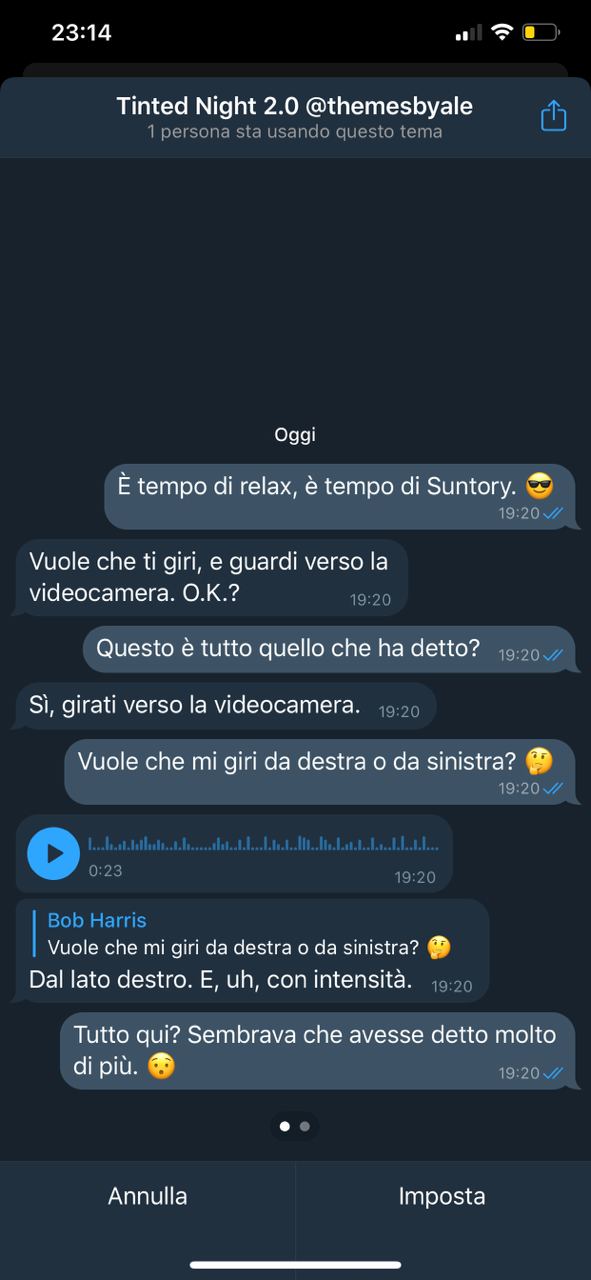 23:14
Tinted Night 2.0 @themesbyale
1 persona sta usando questo tema
Oggi
È tempo di relax, è tempo di Suntory. 😎
19:20
Vuole che ti giri, e guardi verso la
videocamera. O.K.?
19:20
Questo è tutto quello che ha detto? 19:20
Sì, girati verso la videocamera. 19:20
Vuole che mi giri da destra o da sinistra? 🤔
19:20
0:23
19:20
Bob Harris
Vuole che mi giri da destra o da sinistra? 🤔
Dal lato destro. E, uh, con intensità. 19:20
Tutto qui? Sembrava che avesse detto molto
di più. 😯
19:20
Annulla
Imposta